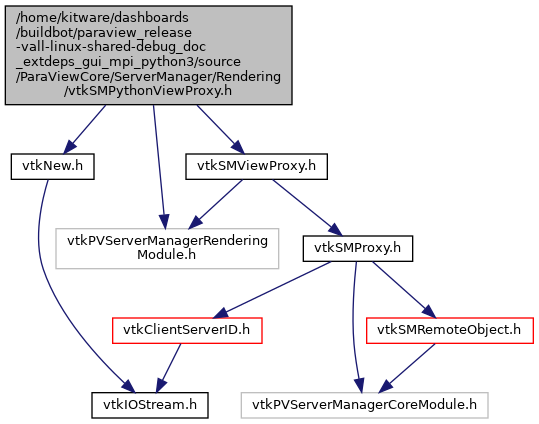 /home/kitware/dashboards
/buildbot/paraview_release
-vall-linux-shared-debug_doc
_extdeps_gui_mpi_python3/source
/ParaViewCore/ServerManager/Rendering
/vtkSMPythonViewProxy.h
vtkNew.h
vtkSMViewProxy.h
vtkPVServerManagerRendering
Module.h
vtkSMProxy.h
vtkClientServerID.h
vtkSMRemoteObject.h
vtkIOStream.h
vtkPVServerManagerCoreModule.h